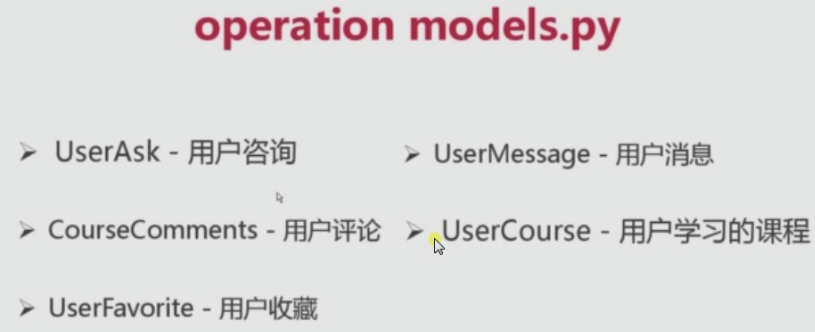 operation models.py
UserAsk - 用户咨询
UserMessage - 用户消息
CourseComments - 用户评论
UserCourse - 用户学习的课程
UserFavorite - 用户收藏